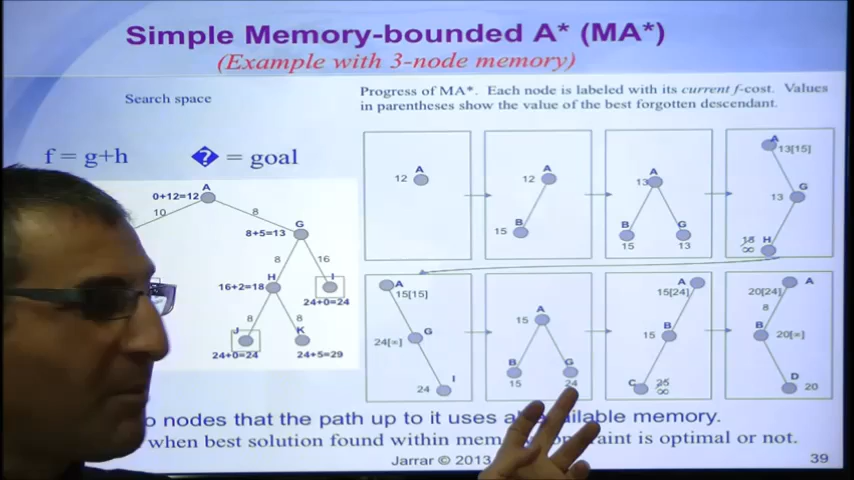 Simple Memory-bounded A* (MA*)
(Example with 3-node memory)
Search space
Progress of MA*. Each node is labeled with its current f-cost. Values
in parentheses show the value of the best forgotten descendant.
f = g+h
? = goal
A
0+12=12
10
8
G
8+5=13
8
16
H
16+2=18
I
24+0=24
8
8
J
K
24+0=24
24+5=29
A
12
A
12
B
15
A
13
B
G
15
13
A
13[15]
G
13
18
H
∞
A
15[15]
G
24[∞]
I
24
A
15
B
G
15
24
A
15[24]
B
15
C
25
∞
A
20[24]
8
B
20[∞]
D
20
nodes that the path up to it uses all available memory.
when best solution found within memory constraint is optimal or not.
Jarrar © 2013
39